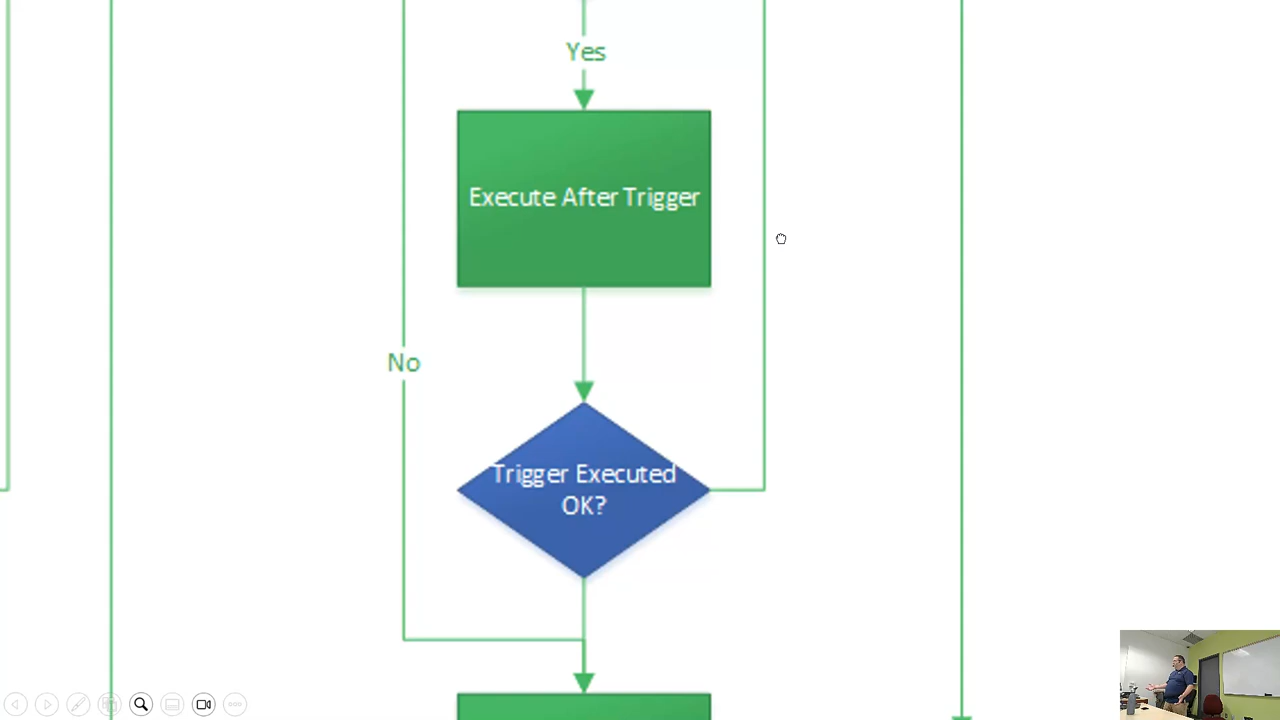 Yes
Execute After Trigger
No
Trigger Executed
OK?